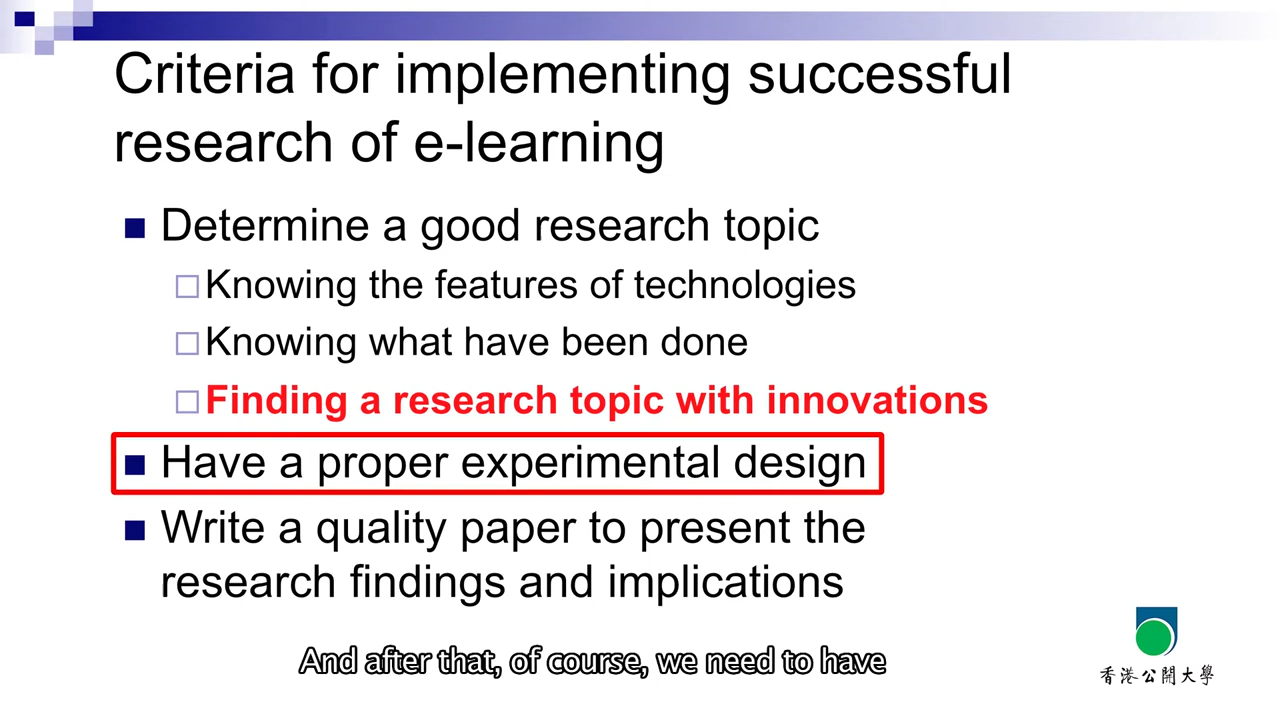 Criteria for implementing successful
research of e-learning
Determine a good research topic
Knowing the features of technologies
Knowing what have been done
Finding a research topic with innovations
Have a proper experimental design
Write a quality paper to present the
research findings and implications
And after that, of course, we need to have
香港公開大學